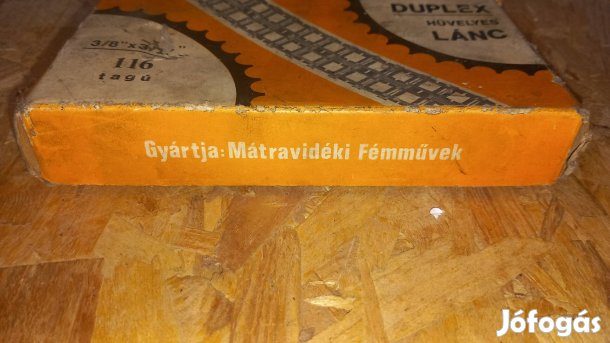 DUPLEX
HÜVELYES
LÁNC
116
tagú
Gyártja: Mátravidéki Fémművek
Jófogás